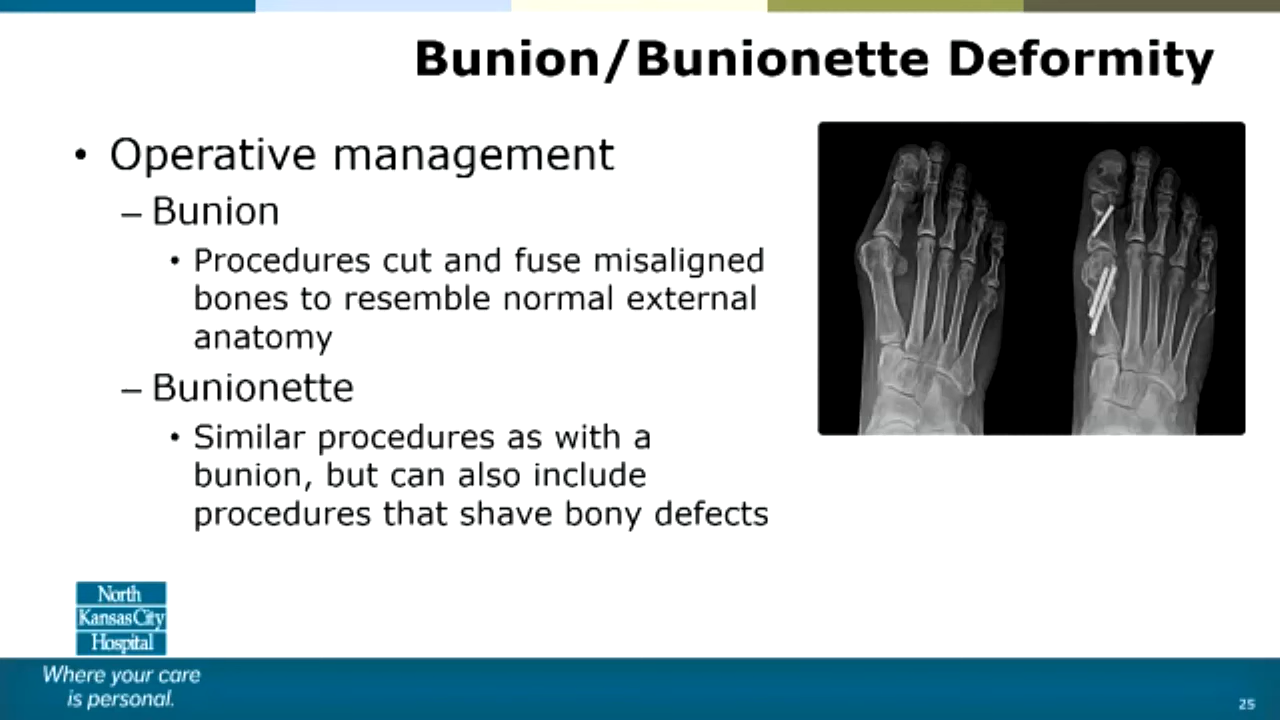 Bunion/Bunionette Deformity
• Operative management
– Bunion
• Procedures cut and fuse misaligned
bones to resemble normal external
anatomy
– Bunionette
• Similar procedures as with a
bunion, but can also include
procedures that shave bony defects
North
KansasCity
Hospital
Where your care
is personal.
25